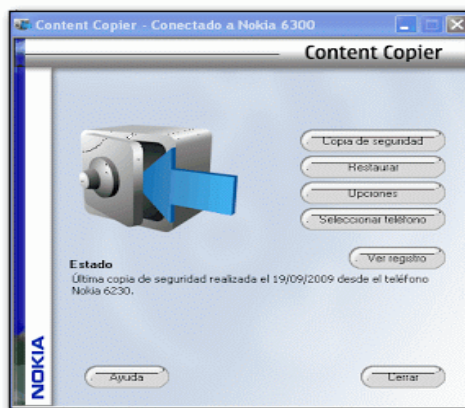 Content Copier - Conectado a Nokia 6300
Content Copier
Copia de seguridad
Restaurar
Opciones
Seleccionar teléfono
Ver registro
Estado
Última copia de seguridad realizada el 19/09/2009 desde el teléfono
Nokia 6230.
NOKIA
Ayuda
Cerrar